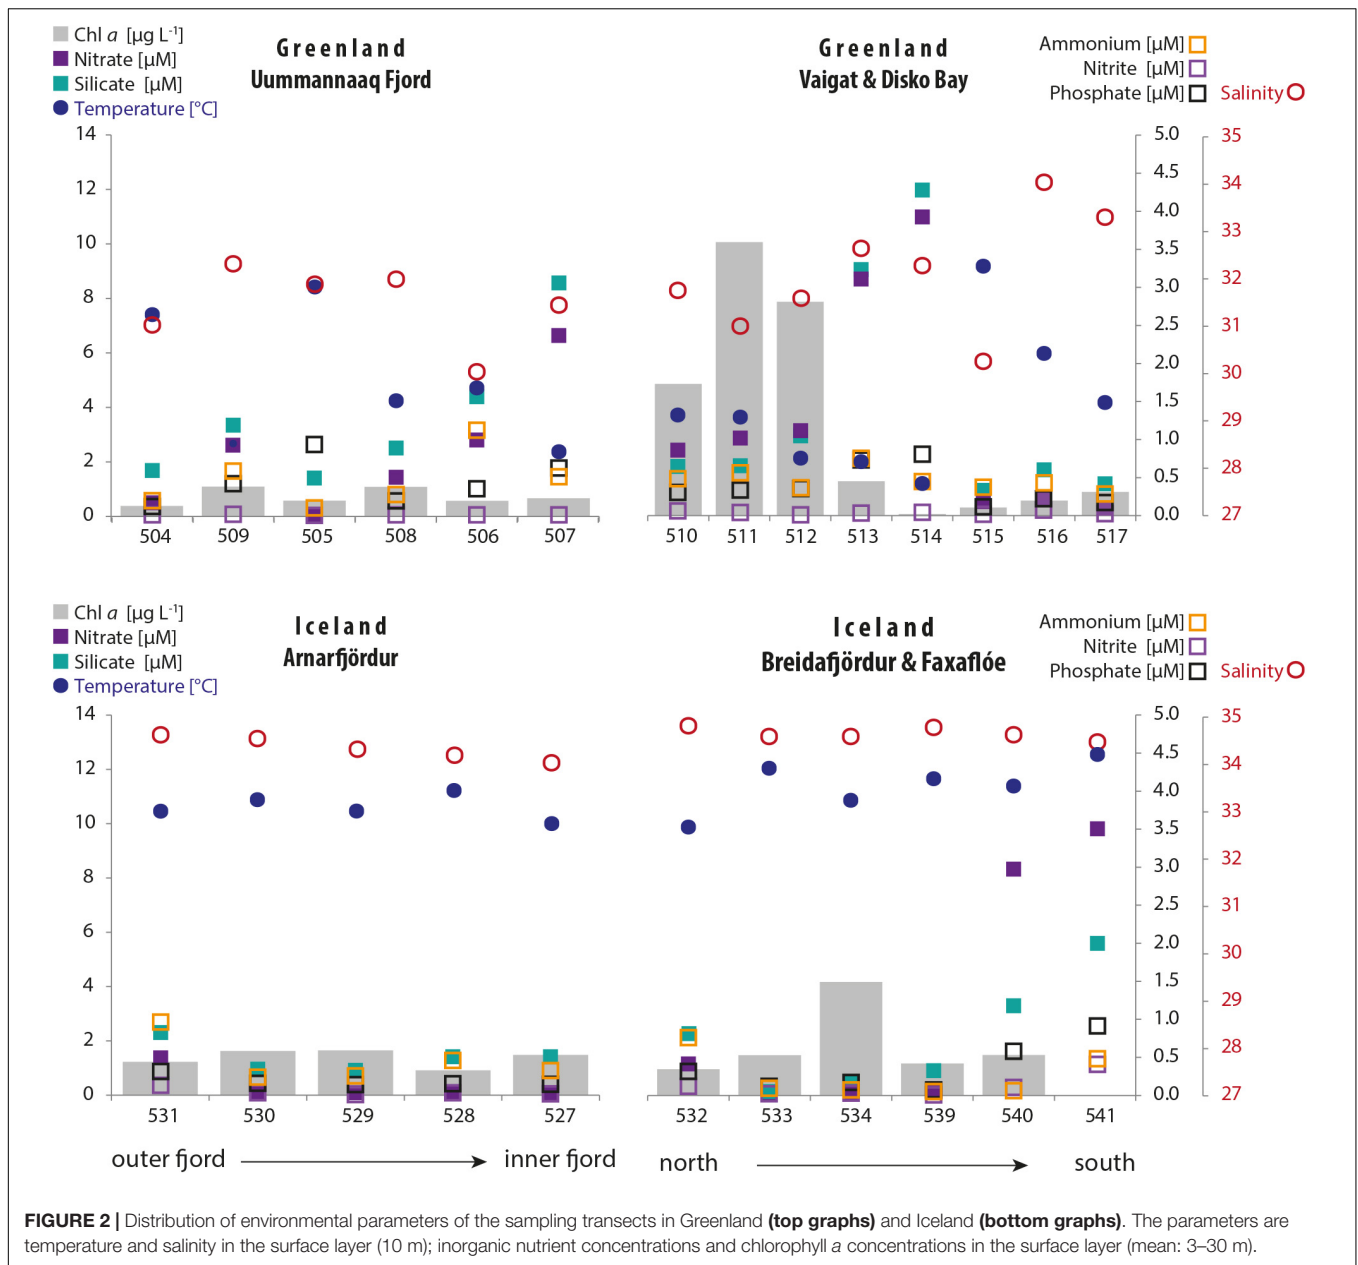 Chl a [µg L-1]
Nitrate [µM]
Silicate [µM]
Temperature [°C]
Greenland
Uummannaaq Fjord
Greenland
Vaigat & Disko Bay
Ammonium [µM]
Nitrite [µM]
Phosphate [µM] Salinity
14
12
10
8
6
4
2
0
504 509 505 508 506 507
510 511 512 513 514 515 516 517
5.0
4.5
4.0
3.5
3.0
2.5
2.0
1.5
1.0
0.5
0.0
35
34
33
32
31
30
29
28
27
Chl a [µg L-1]
Nitrate [µM]
Silicate [µM]
Temperature [°C]
Iceland
Arnarfjördur
Iceland
Breidafjördur & Faxaflóe
Ammonium [µM]
Nitrite [µM]
Phosphate [µM] Salinity
14
12
10
8
6
4
2
0
531 530 529 528 527
532 533 534 539 540 541
5.0
4.5
4.0
3.5
3.0
2.5
2.0
1.5
1.0
0.5
0.0
35
34
33
32
31
30
29
28
27
outer fjord inner fjord
north south
FIGURE 2 | Distribution of environmental parameters of the sampling transects in Greenland (top graphs) and Iceland (bottom graphs). The parameters are
temperature and salinity in the surface layer (10 m); inorganic nutrient concentrations and chlorophyll a concentrations in the surface layer (mean: 3–30 m).